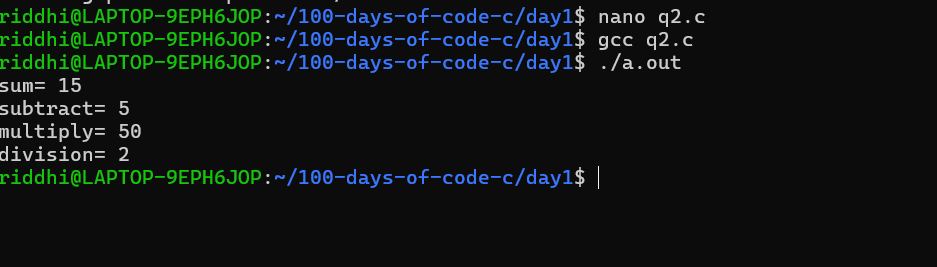 riddhi@LAPTOP-9EPH6JOP:~/100-days-of-code-c/day1$ nano q2.c
riddhi@LAPTOP-9EPH6JOP:~/100-days-of-code-c/day1$ gcc q2.c
riddhi@LAPTOP-9EPH6JOP:~/100-days-of-code-c/day1$ ./a.out
sum= 15
subtract= 5
multiply= 50
division= 2
riddhi@LAPTOP-9EPH6JOP:~/100-days-of-code-c/day1$